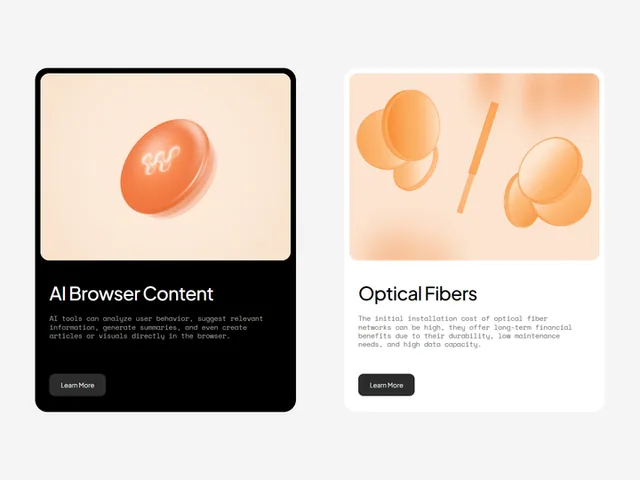 AI Browser Content
AI tools can analyze user behavior, suggest relevant
information, generate summaries, and even create
articles or visuals directly in the browser.
Learn More
Optical Fibers
The initial installation cost of optical fiber
networks can be high, they offer long-term financial
benefits due to their durability, low maintenance
needs, and high data capacity.
Learn More